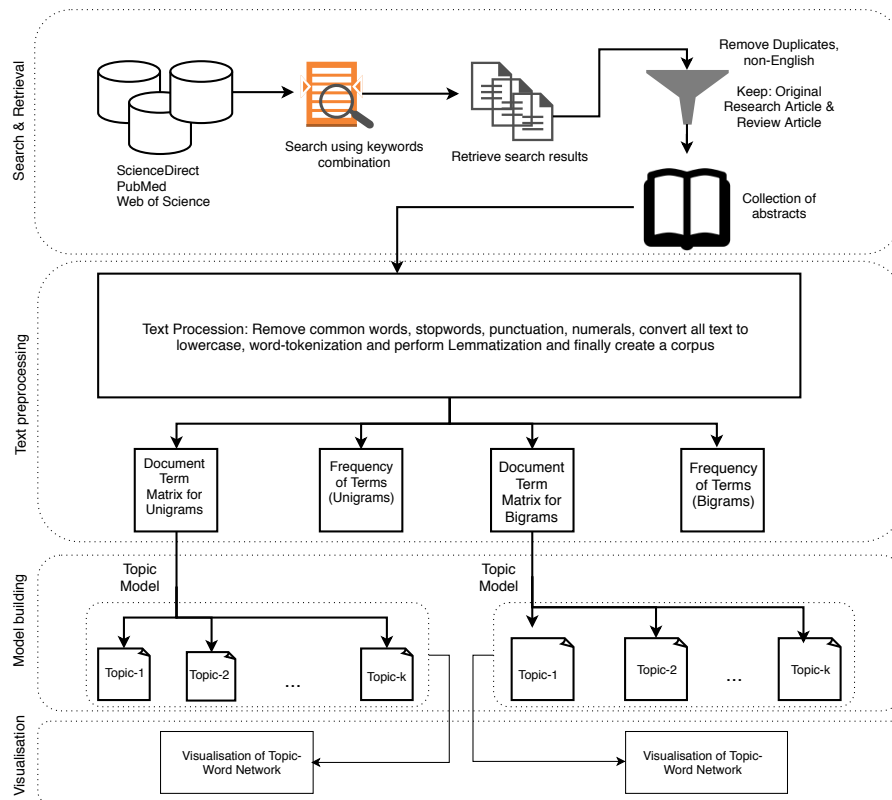 Search & Retrieval
Remove Duplicates,
non-English
Keep: Original
Research Article &
Review Article
Search using keywords
combination
Retrieve search results
ScienceDirect
PubMed
Web of Science
Collection of
abstracts
Text preprocessing
Text Procession: Remove common words, stopwords, punctuation, numerals, convert all text to
lowercase, word-tokenization and perform Lemmatization and finally create a corpus
Document
Term
Matrix for
Unigrams
Frequency
of Terms
(Unigrams)
Document
Term
Matrix for
Bigrams
Frequency
of Terms
(Bigrams)
Model building
Topic
Model
Topic
Model
Topic-1
Topic-2
...
Topic-k
Topic-1
Topic-2
...
Topic-k
Visualisation
Visualisation of Topic-
Word Network
Visualisation of Topic-
Word Network